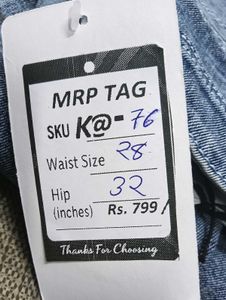 MRP TAG
SKU K@-76
Waist Size 28
Hip 32
(inches) Rs. 799/
Thanks For Choosing